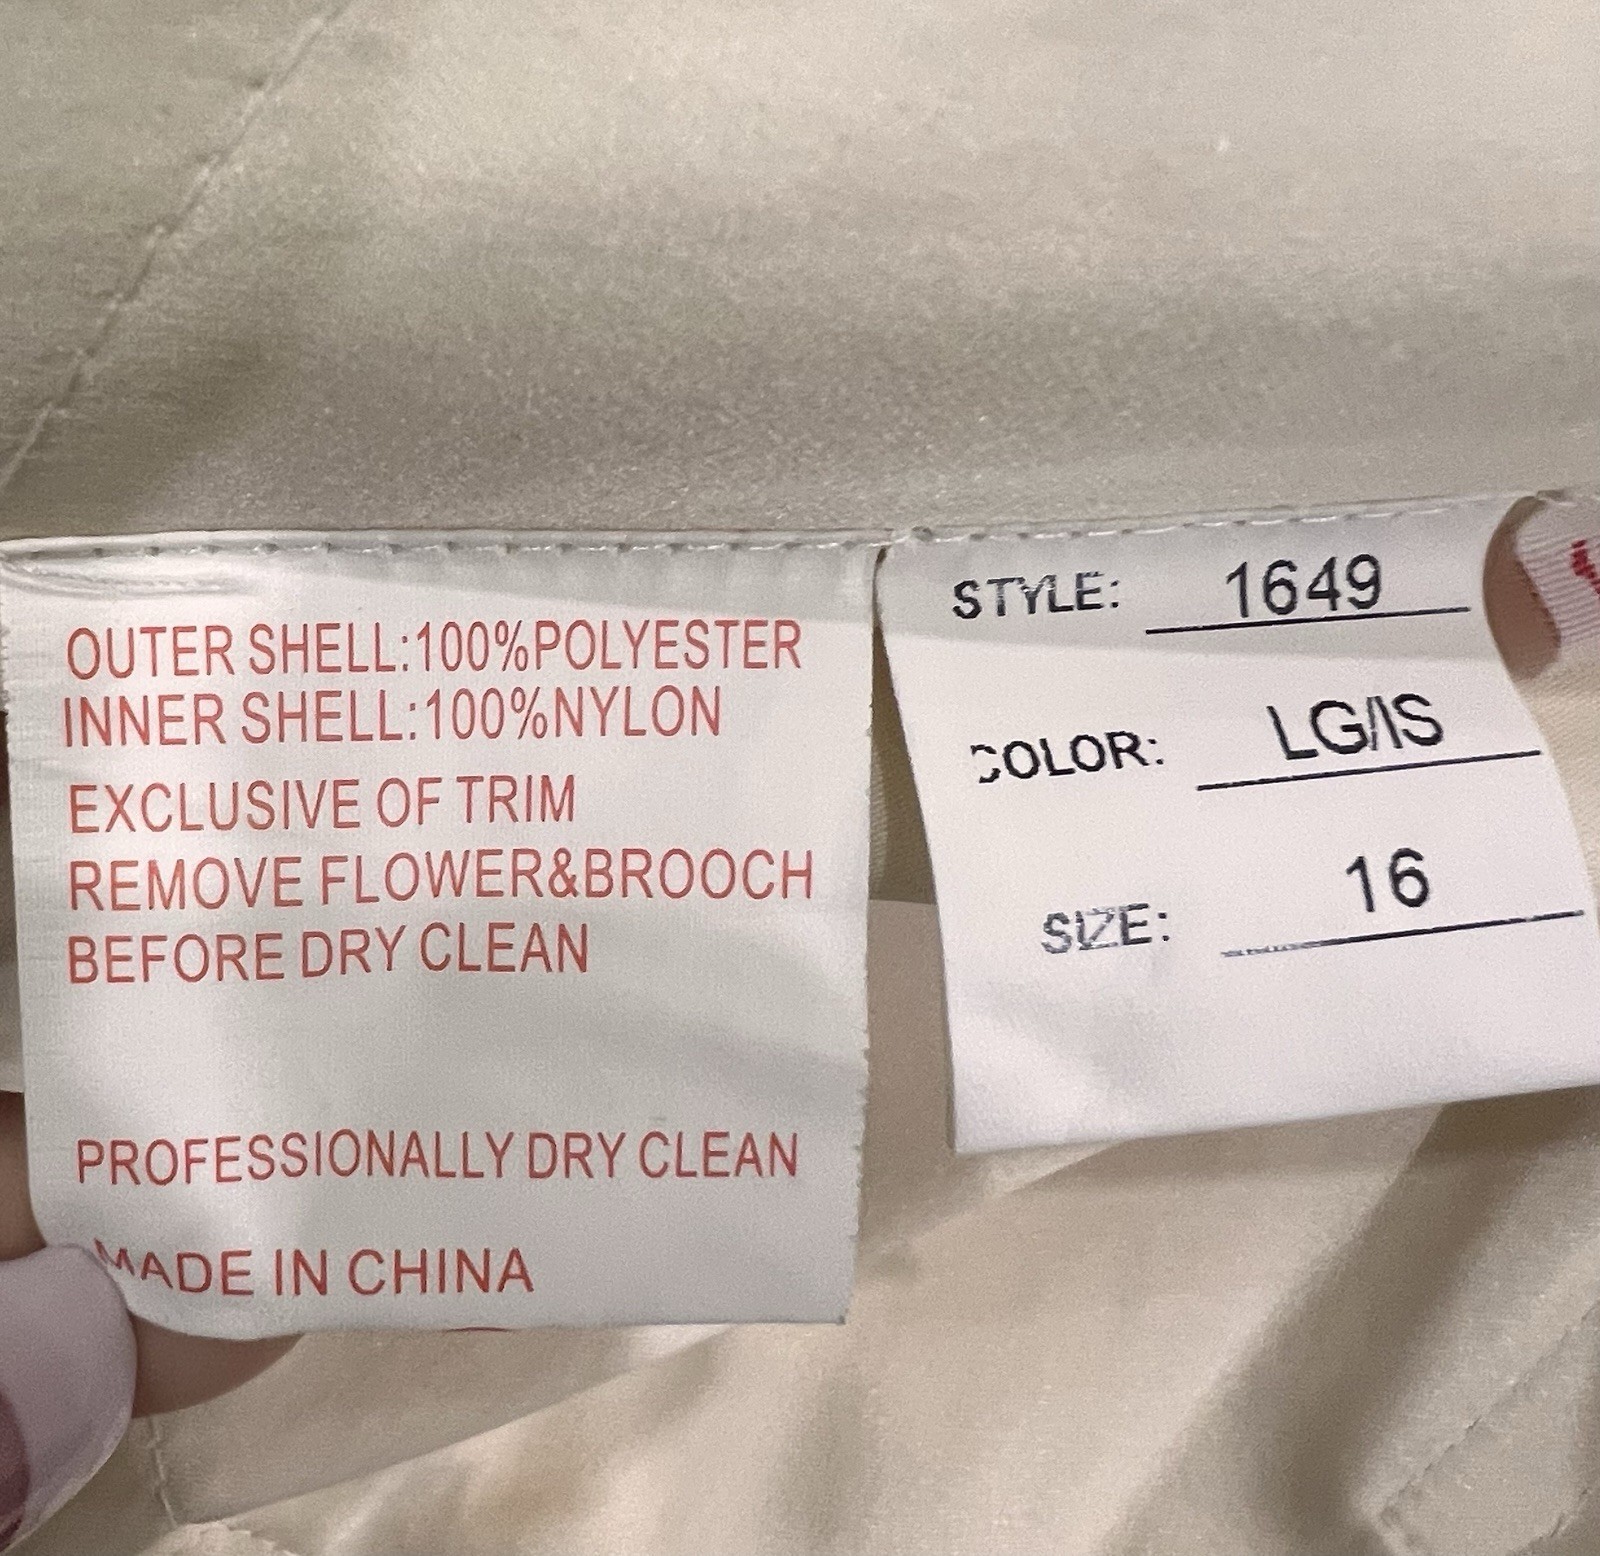 OUTER SHELL:100%POLYESTER
INNER SHELL:100%NYLON
EXCLUSIVE OF TRIM
REMOVE FLOWER&BROOCH
BEFORE DRY CLEAN
PROFESSIONALLY DRY CLEAN
MADE IN CHINA
STYLE: 1649
COLOR: LG/IS
SIZE: 16